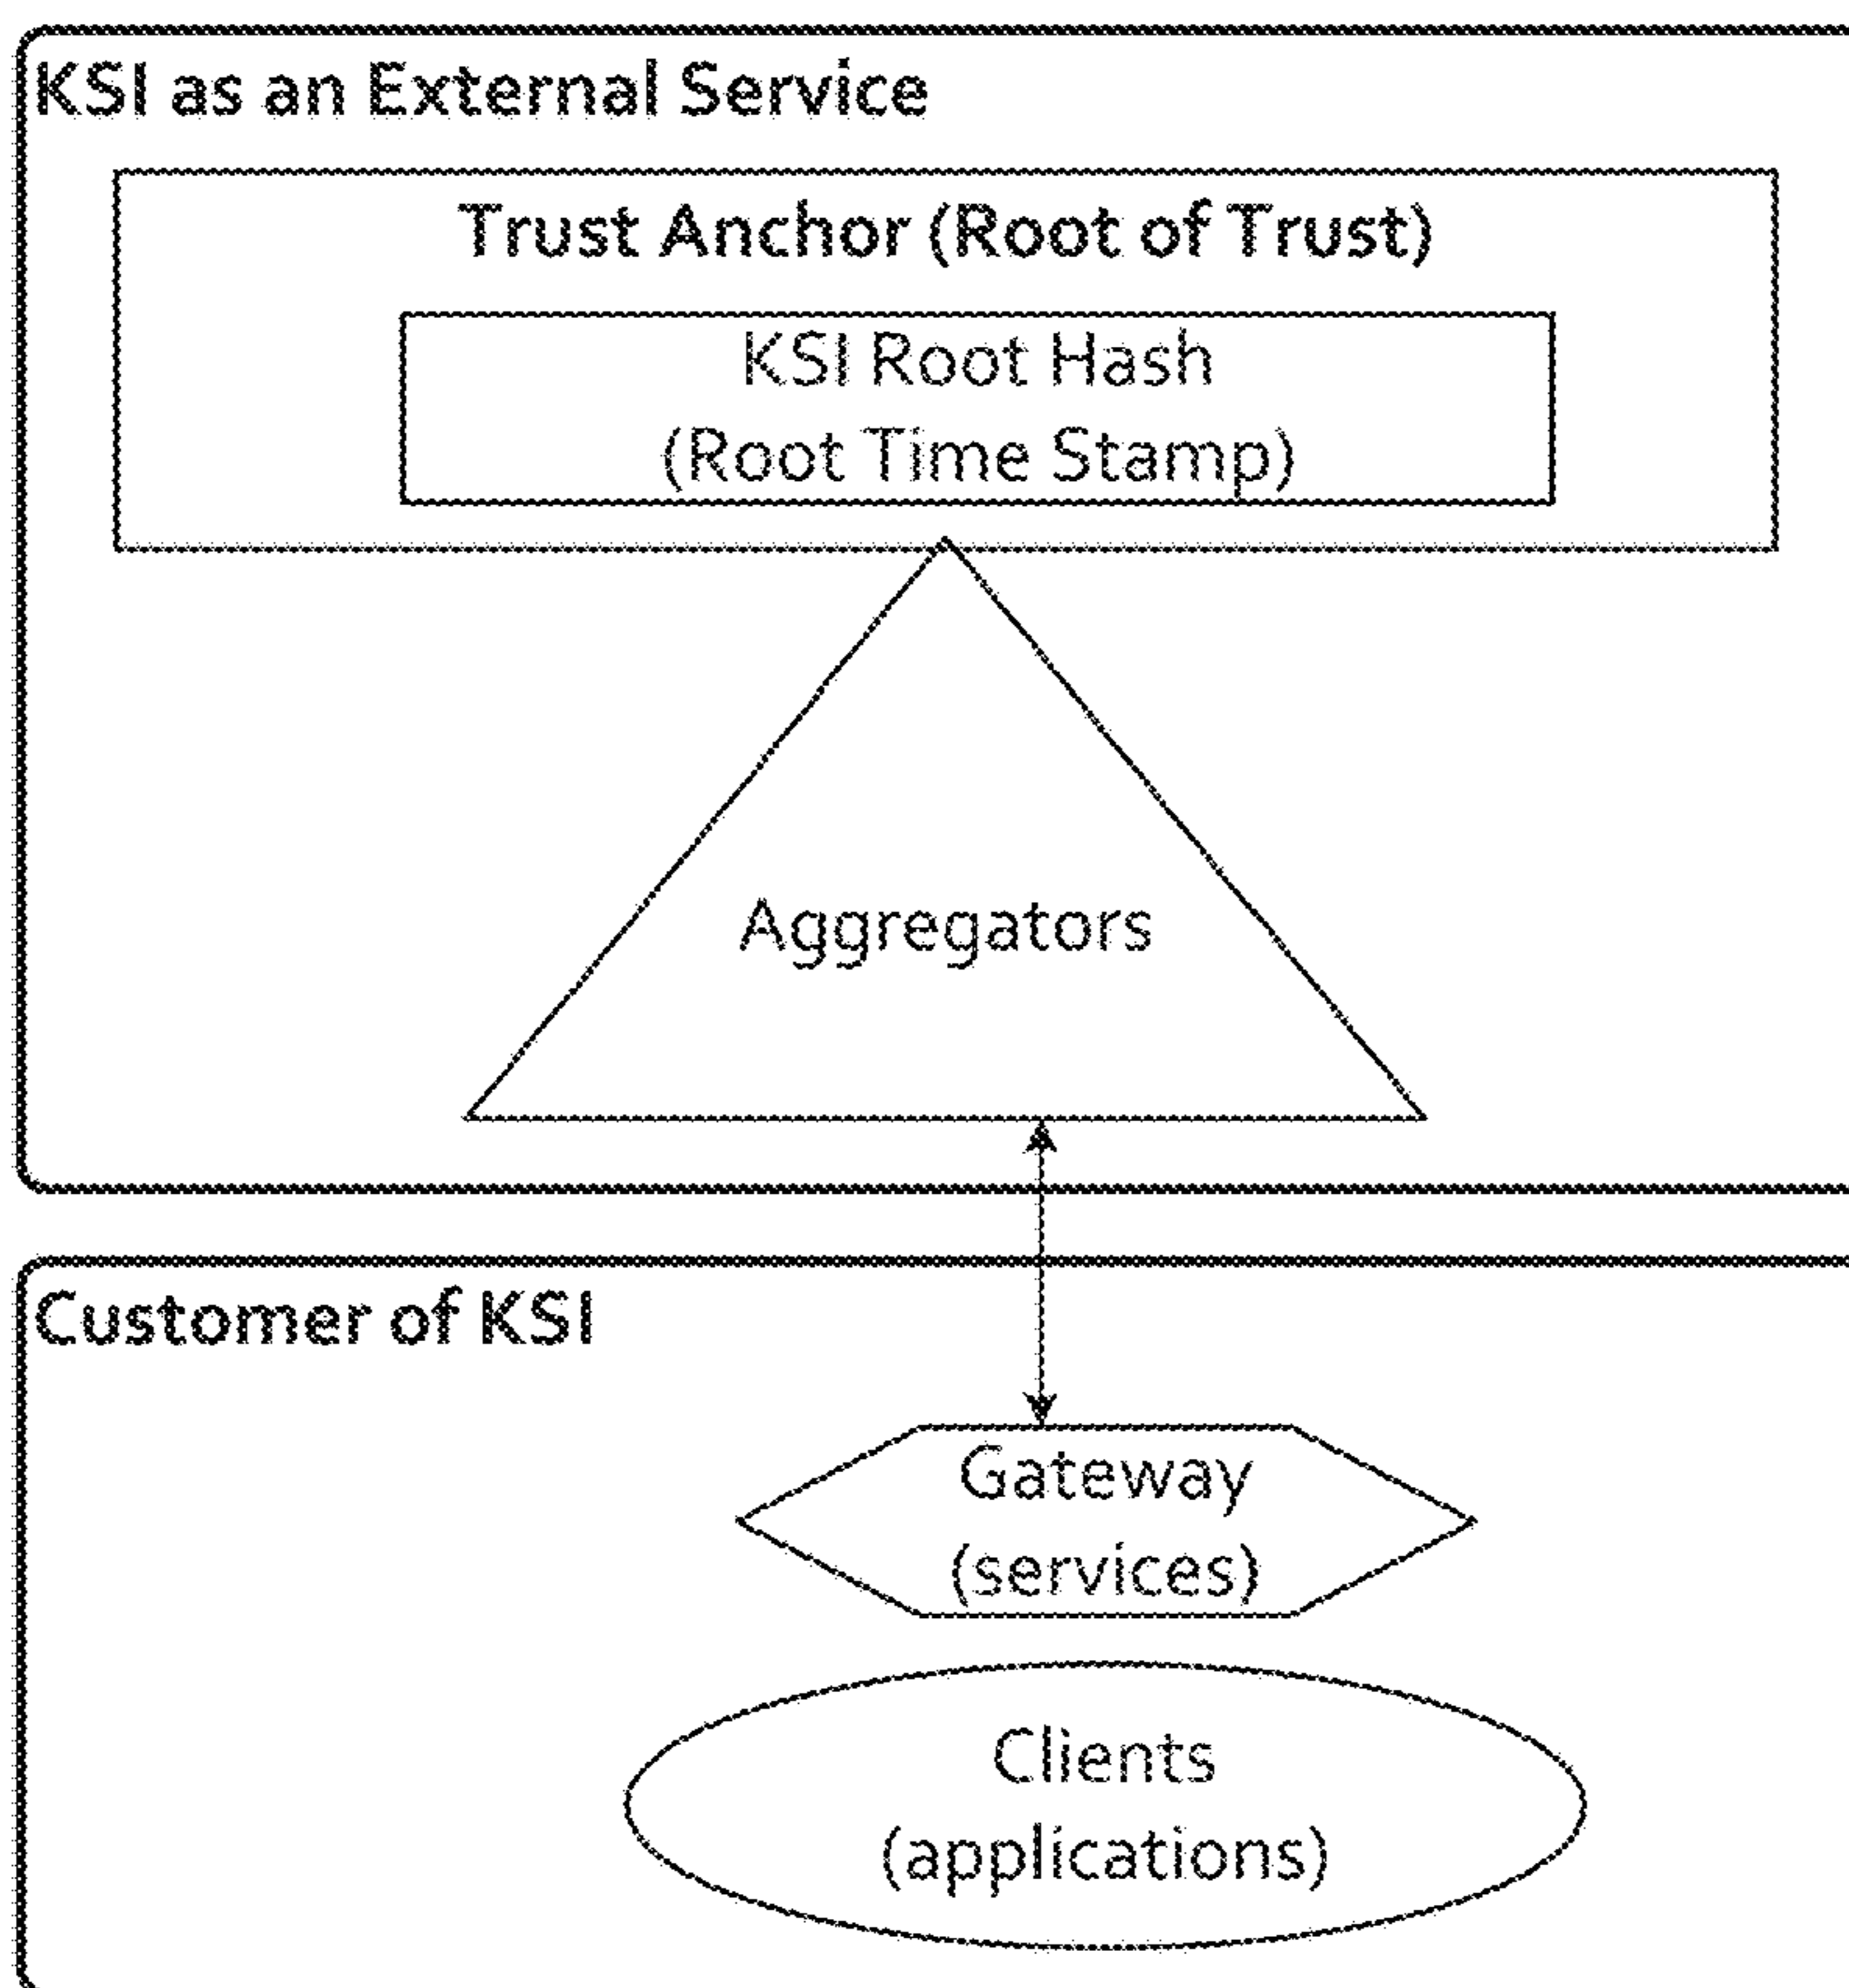 KSI as an External Service
Trust Anchor (Root of Trust)
KSI Root Hash
(Root Time Stamp)
Aggregators
Customer of KSI
Gateway
(services)
Clients
(applications)